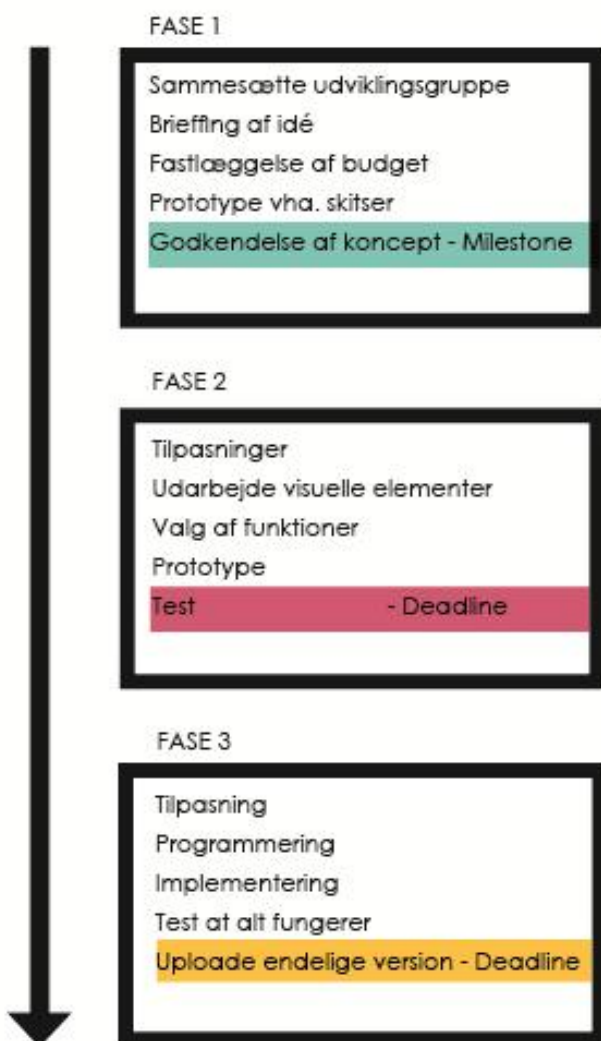 FASE 1
Sammesætte udviklingsgruppe
Brieffing af idé
Fastlæggelse af budget
Prototype vha. skitser
Godkendelse af koncept - Milestone
FASE 2
Tilpasninger
Udarbejde visuelle elementer
Valg af funktioner
Prototype
Test - Deadline
FASE 3
Tilpasning
Programmering
Implementering
Test at alt fungerer
Uploade endelige version - Deadline